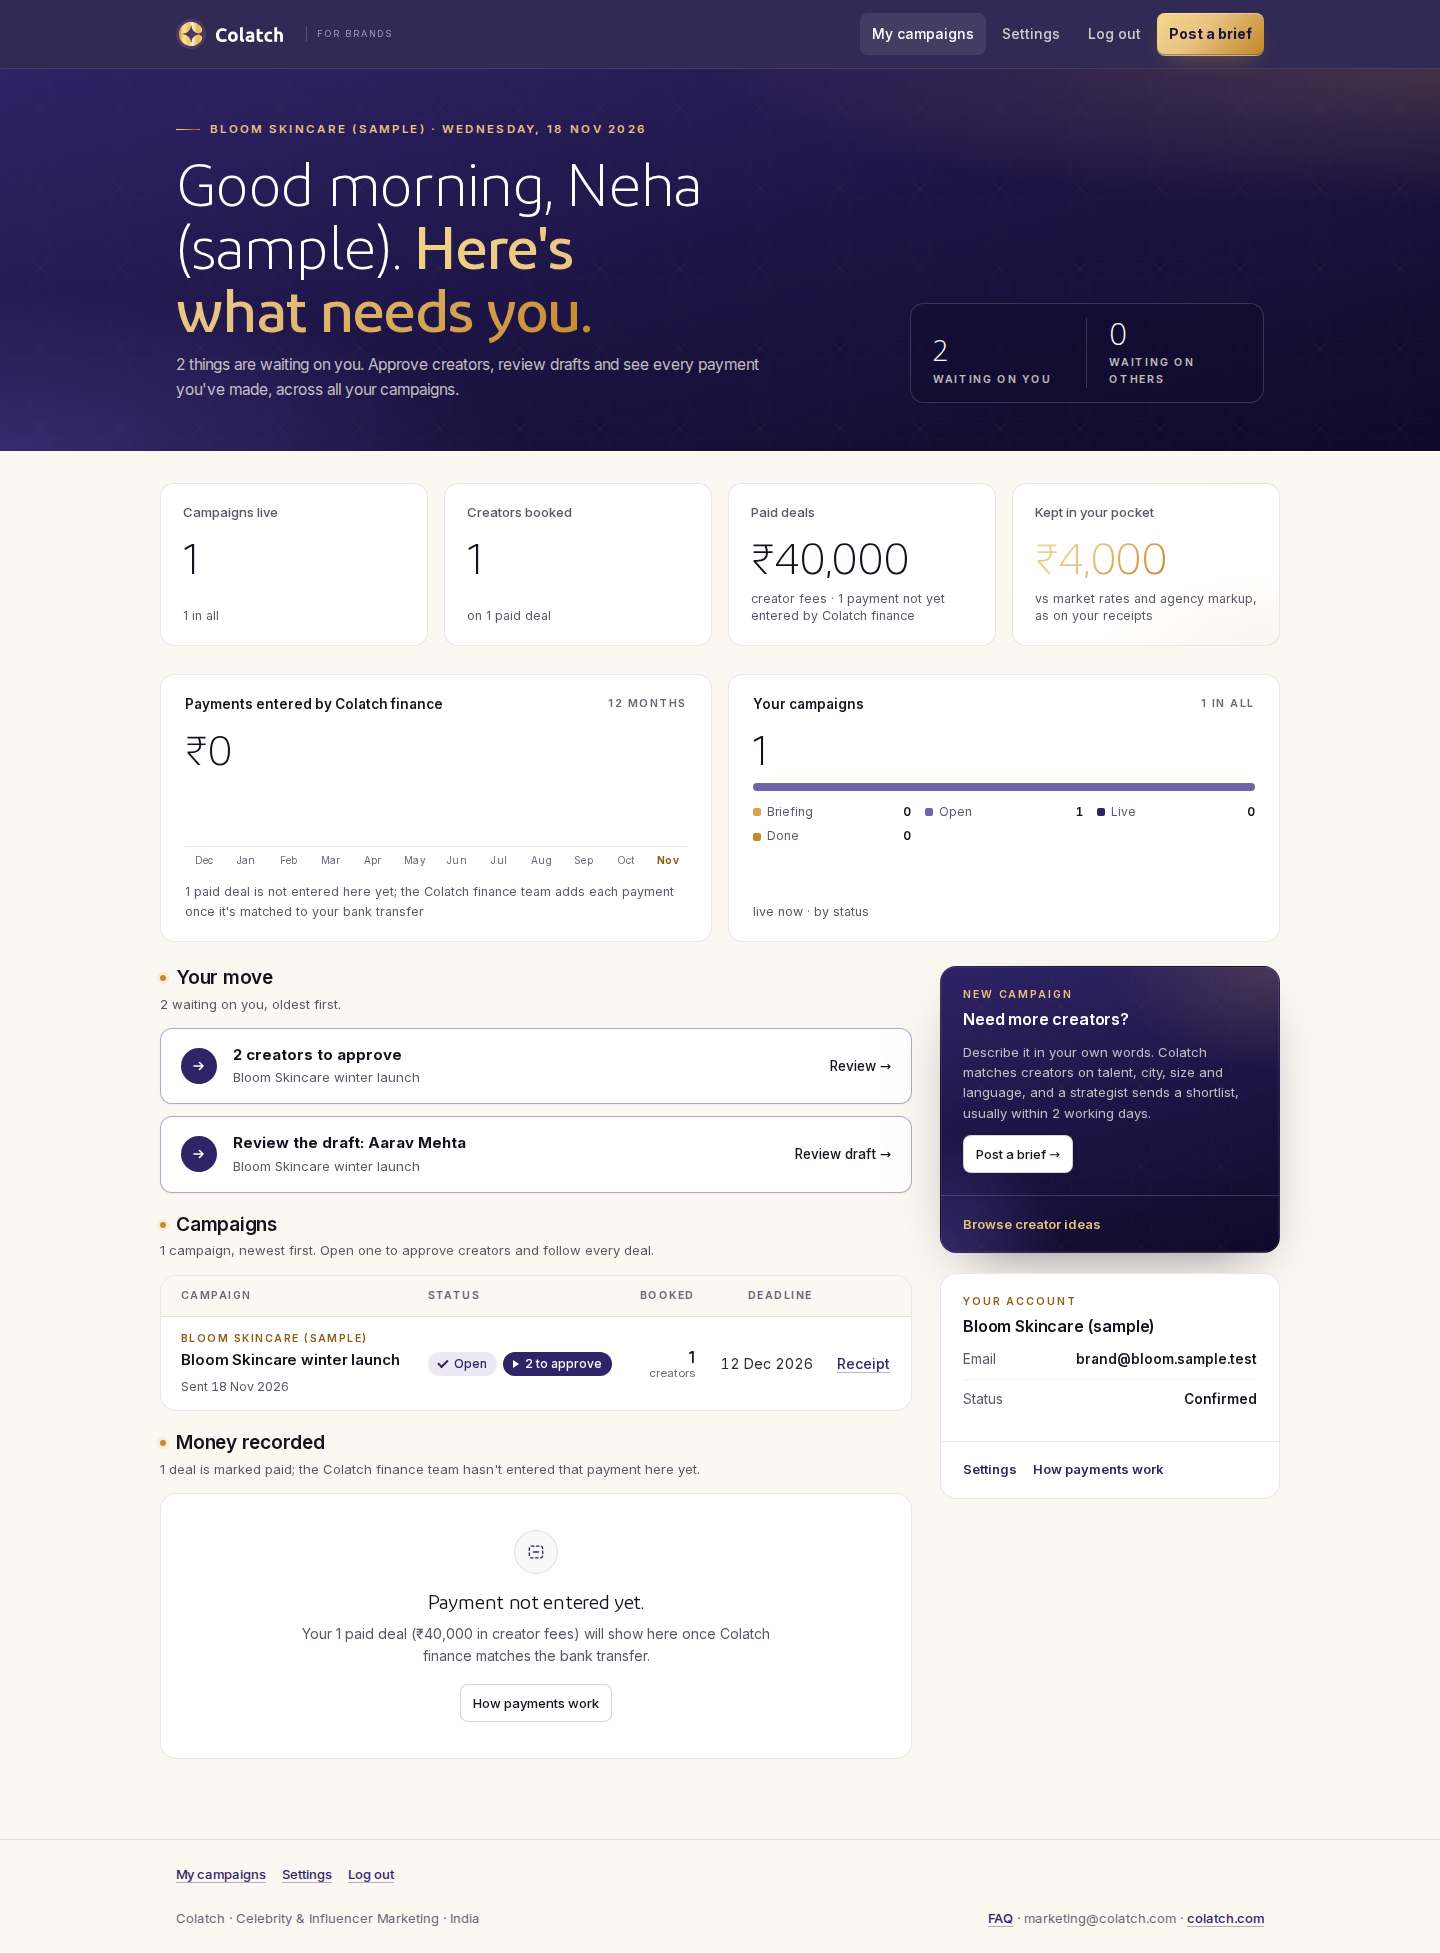 Colatch
FOR BRANDS
My campaigns
Settings
Log out
Post a brief
BLOOM SKINCARE (SAMPLE) · WEDNESDAY, 18 NOV 2026
Good morning, Neha
(sample). Here's
what needs you.
2 things are waiting on you. Approve creators, review drafts and see every payment
you've made, across all your campaigns.
2
WAITING ON YOU
0
WAITING ON
OTHERS
Campaigns live
1
1 in all
Creators booked
1
on 1 paid deal
Paid deals
₹40,000
creator fees · 1 payment not yet
entered by Colatch finance
Kept in your pocket
₹4,000
vs market rates and agency markup,
as on your receipts
Payments entered by Colatch finance
12 MONTHS
₹0
Dec Jan Feb Mar Apr May Jun Jul Aug Sep Oct Nov
1 paid deal is not entered here yet; the Colatch finance team adds each payment
once it's matched to your bank transfer
Your campaigns
1 IN ALL
1
Briefing 0 Open 1 Live 0
Done 0
live now · by status
Your move
2 waiting on you, oldest first.
2 creators to approve
Bloom Skincare winter launch
Review →
Review the draft: Aarav Mehta
Bloom Skincare winter launch
Review draft →
Campaigns
1 campaign, newest first. Open one to approve creators and follow every deal.
CAMPAIGN STATUS BOOKED DEADLINE
BLOOM SKINCARE (SAMPLE)
Bloom Skincare winter launch
Sent 18 Nov 2026
Open
2 to approve
1
creators
12 Dec 2026
Receipt
Money recorded
1 deal is marked paid; the Colatch finance team hasn't entered that payment here yet.
Payment not entered yet.
Your 1 paid deal (₹40,000 in creator fees) will show here once Colatch
finance matches the bank transfer.
How payments work
NEW CAMPAIGN
Need more creators?
Describe it in your own words. Colatch
matches creators on talent, city, size and
language, and a strategist sends a shortlist,
usually within 2 working days.
Post a brief →
Browse creator ideas
YOUR ACCOUNT
Bloom Skincare (sample)
Email brand@bloom.sample.test
Status Confirmed
Settings How payments work
My campaigns Settings Log out
Colatch · Celebrity & Influencer Marketing · India
FAQ · marketing@colatch.com · colatch.com